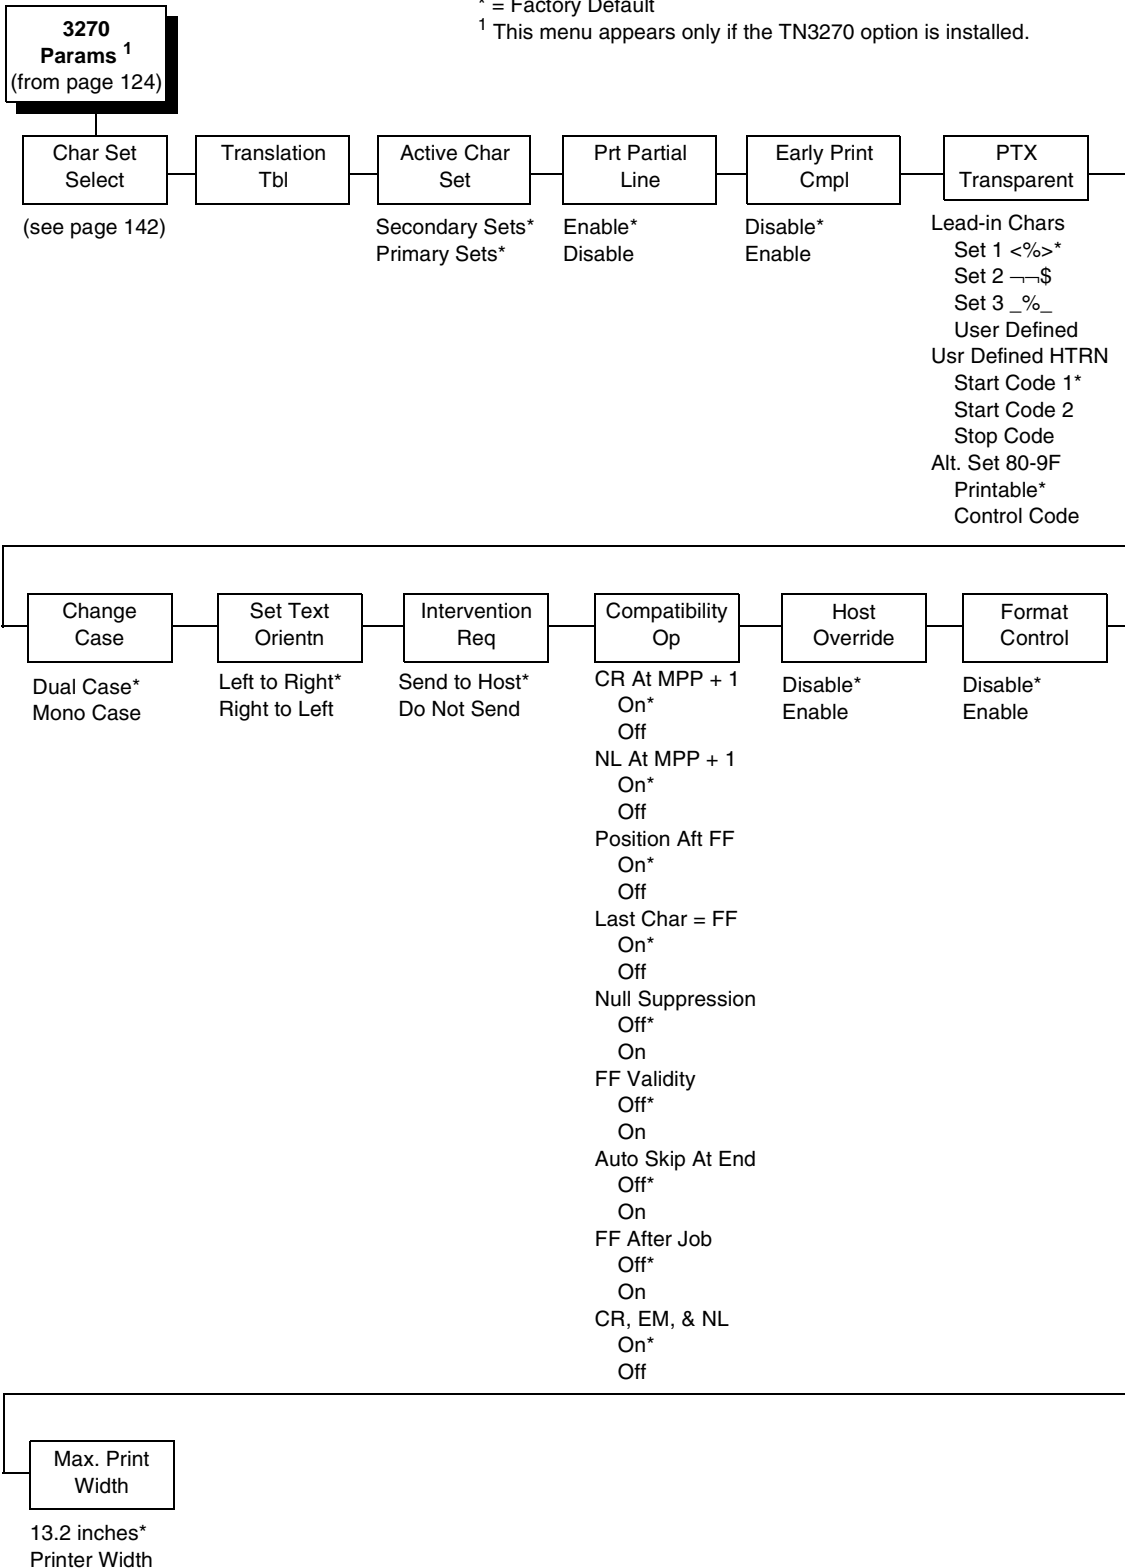 * = Factory Default
1 This menu appears only if the TN3270 option is installed.
3270
Params 1
(from page 124)
Char Set
Select
(see page 142)
Translation
Tbl
Active Char
Set
Secondary Sets*
Primary Sets*
Prt Partial
Line
Enable*
Disable
Early Print
Cmpl
Disable*
Enable
PTX
Transparent
Lead-in Chars
Set 1 <%>*
Set 2 ¬¬$
Set 3 _%_
User Defined
Usr Defined HTRN
Start Code 1*
Start Code 2
Stop Code
Alt. Set 80-9F
Printable*
Control Code
Change
Case
Dual Case*
Mono Case
Set Text
Orientn
Left to Right*
Right to Left
Intervention
Req
Send to Host*
Do Not Send
Compatibility
Op
CR At MPP + 1
On*
Off
NL At MPP + 1
On*
Off
Position Aft FF
On*
Off
Last Char = FF
On*
Off
Null Suppression
Off*
On
FF Validity
Off*
On
Auto Skip At End
Off*
On
FF After Job
Off*
On
CR, EM, & NL
On*
Off
Host
Override
Disable*
Enable
Format
Control
Disable*
Enable
Max. Print
Width
13.2 inches*
Printer Width